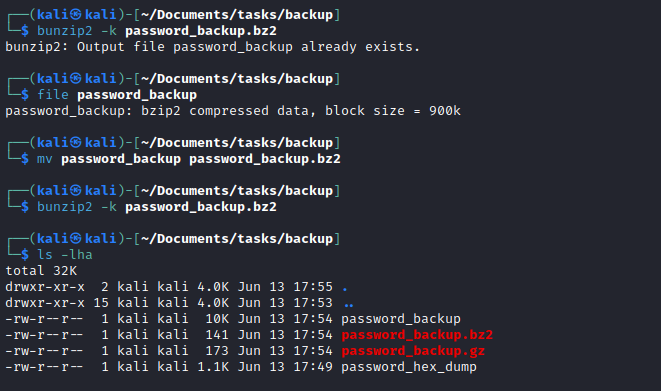 ┌──(kali㉿kali)-[~/Documents/tasks/backup]
└─$ bunzip2 -k password_backup.bz2
bunzip2: Output file password_backup already exists.
┌──(kali㉿kali)-[~/Documents/tasks/backup]
└─$ file password_backup
password_backup: bzip2 compressed data, block size = 900k
┌──(kali㉿kali)-[~/Documents/tasks/backup]
└─$ mv password_backup password_backup.bz2
┌──(kali㉿kali)-[~/Documents/tasks/backup]
└─$ bunzip2 -k password_backup.bz2
┌──(kali㉿kali)-[~/Documents/tasks/backup]
└─$ ls -lha
total 32K
drwxr-xr-x  2 kali kali 4.0K Jun 13 17:55 .
drwxr-xr-x 15 kali kali 4.0K Jun 13 17:53 ..
-rw-r--r--  1 kali kali  10K Jun 13 17:54 password_backup
-rw-r--r--  1 kali kali  141 Jun 13 17:54 password_backup.bz2
-rw-r--r--  1 kali kali  173 Jun 13 17:54 password_backup.gz
-rw-r--r--  1 kali kali 1.1K Jun 13 17:49 password_hex_dump